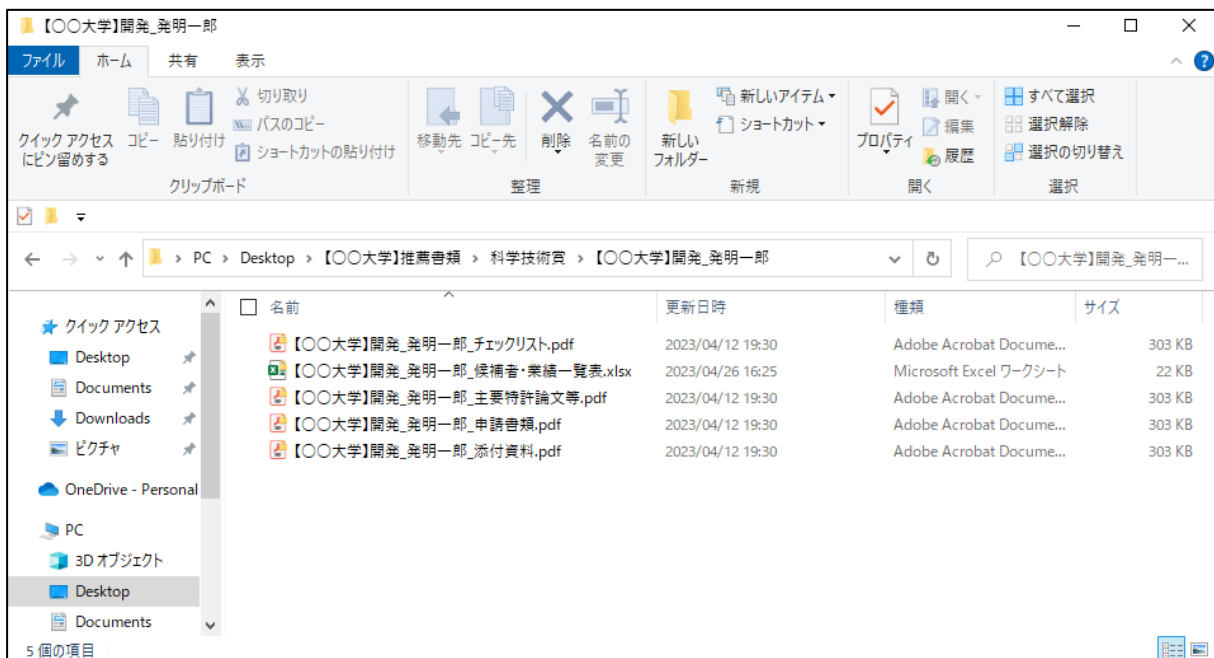 【〇〇大学】開発_発明一郎
ファイル ホーム 共有 表示
クイック アクセス
にピン留めする
コピー
貼り付け
切り取り
パスのコピー
ショートカットの貼り付け
クリップボード
移動先 コピー先 削除 名前の
変更
整理
新しい
フォルダー
新しいアイテム
ショートカット
新規
プロパティ
開く
編集
履歴
開く
すべて選択
選択解除
選択の切り替え
選択
PC > Desktop > 【〇〇大学】推薦書類 > 科学技術賞 > 【〇〇大学】開発_発明一郎
【〇〇大学】開発_発明一...
クイック アクセス
Desktop
Documents
Downloads
ピクチャ
OneDrive - Personal
PC
3D オブジェクト
Desktop
Documents
名前 更新日時 種類 サイズ
【〇〇大学】開発_発明一郎_チェックリスト.pdf 2023/04/12 19:30 Adobe Acrobat Docume... 303 KB
【〇〇大学】開発_発明一郎_候補者・業績一覧表.xlsx 2023/04/26 16:25 Microsoft Excel ワークシート 22 KB
【〇〇大学】開発_発明一郎_主要特許論文等.pdf 2023/04/12 19:30 Adobe Acrobat Docume... 303 KB
【〇〇大学】開発_発明一郎_申請書類.pdf 2023/04/12 19:30 Adobe Acrobat Docume... 303 KB
【〇〇大学】開発_発明一郎_添付資料.pdf 2023/04/12 19:30 Adobe Acrobat Docume... 303 KB
5 個の項目